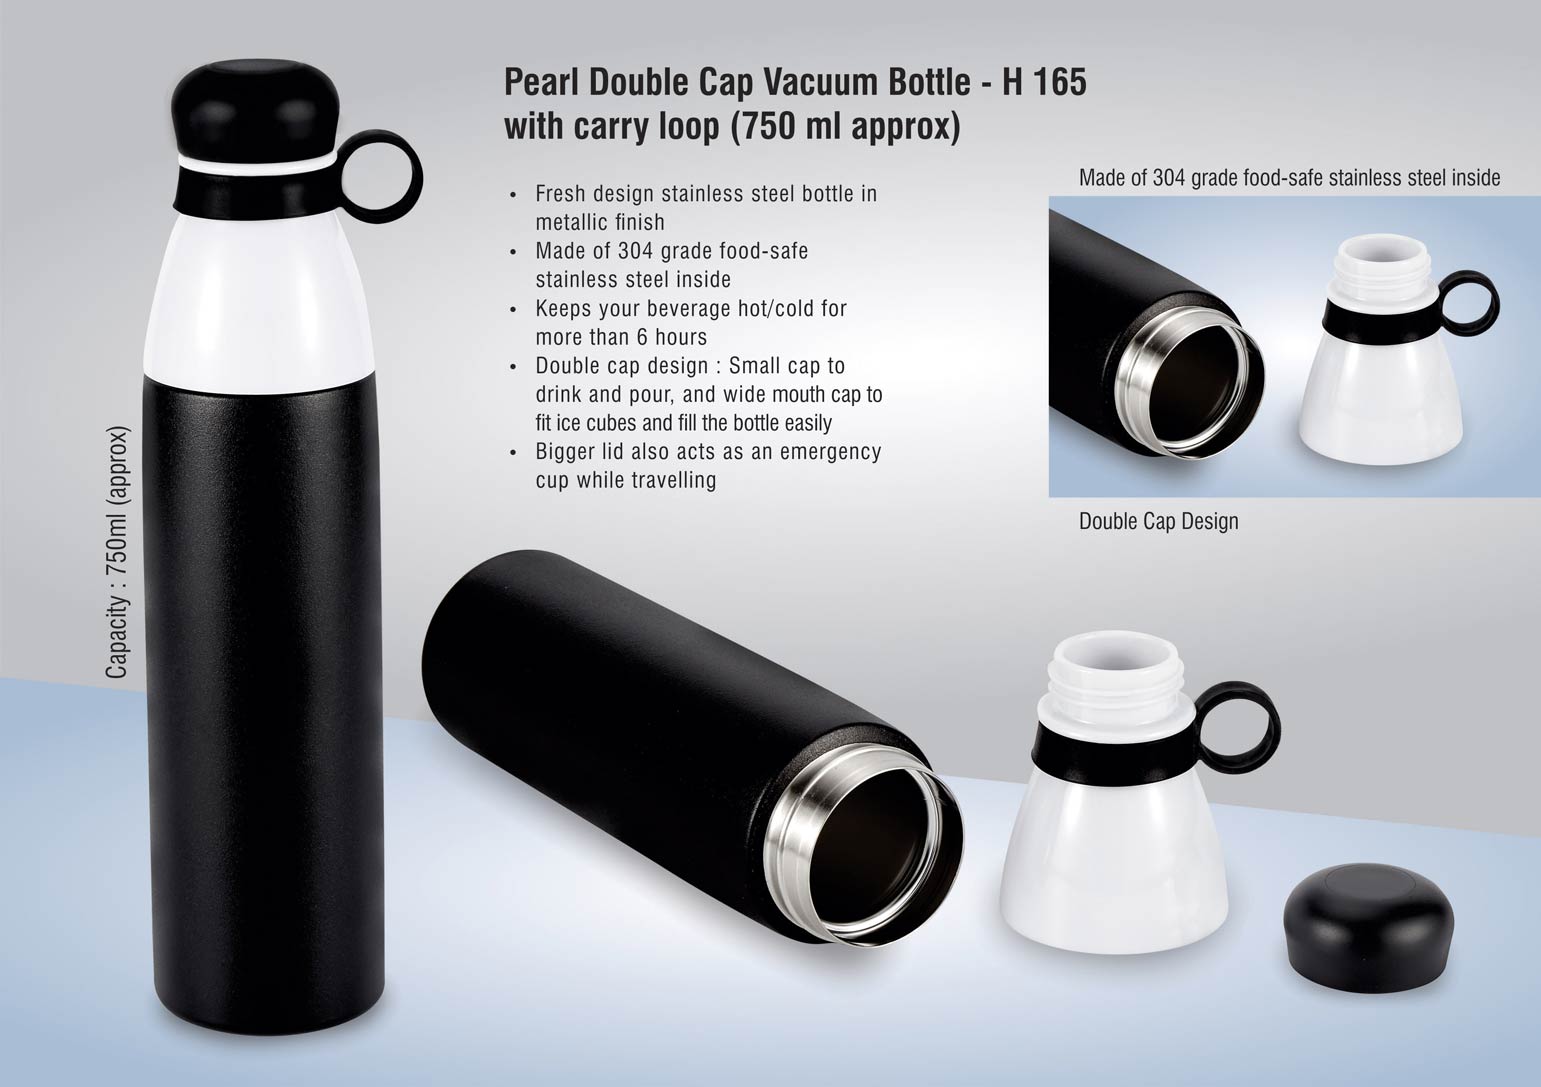 Pearl Double Cap Vacuum Bottle - H 165
with carry loop (750 ml approx)
• Fresh design stainless steel bottle in
metallic finish
• Made of 304 grade food-safe
stainless steel inside
• Keeps your beverage hot/cold for
more than 6 hours
• Double cap design : Small cap to
drink and pour, and wide mouth cap to
fit ice cubes and fill the bottle easily
• Bigger lid also acts as an emergency
cup while travelling
Made of 304 grade food-safe stainless steel inside
Double Cap Design
Capacity : 750ml (approx)